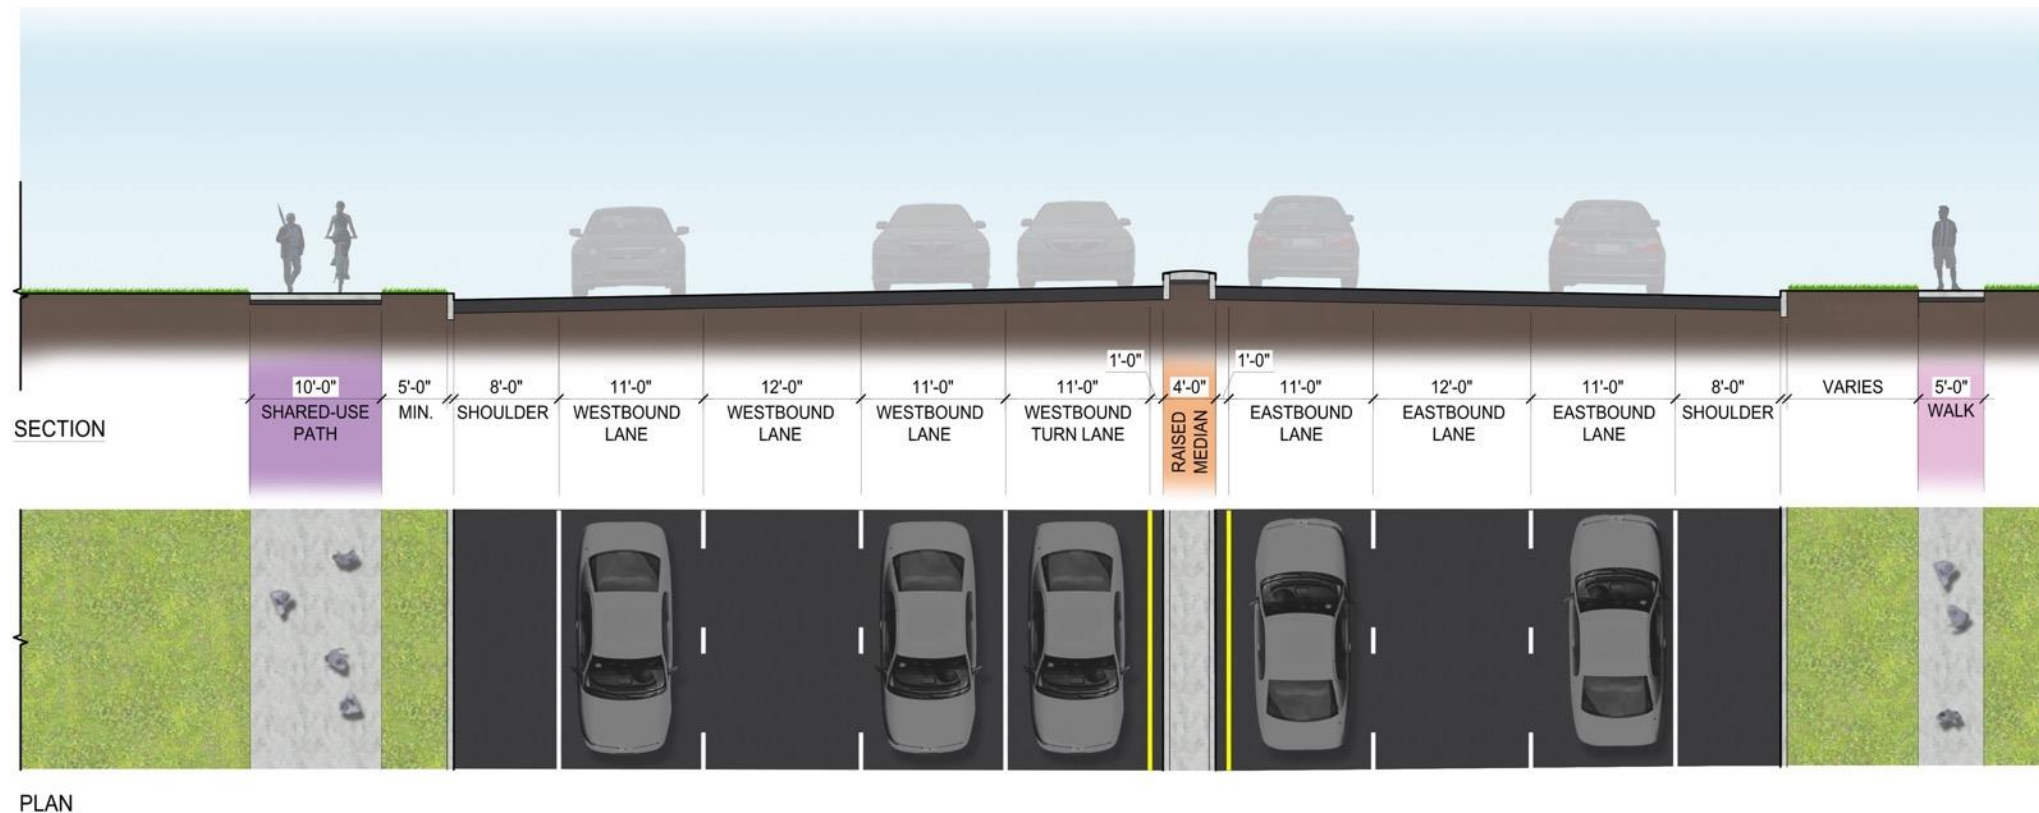 1'-0"
1'-0"
10'-0"
5'-0"
8'-0"
11'-0"
12'-0"
11'-0"
11'-0"
4'-0"
11'-0"
12'-0"
11'-0"
8'-0"
VARIES
5'-0"
SECTION
SHARED-USE
PATH
MIN.
SHOULDER
WESTBOUND
LANE
WESTBOUND
LANE
WESTBOUND
LANE
WESTBOUND
TURN LANE
RAISED
MEDIAN
EASTBOUND
LANE
EASTBOUND
LANE
EASTBOUND
LANE
SHOULDER
WALK
PLAN